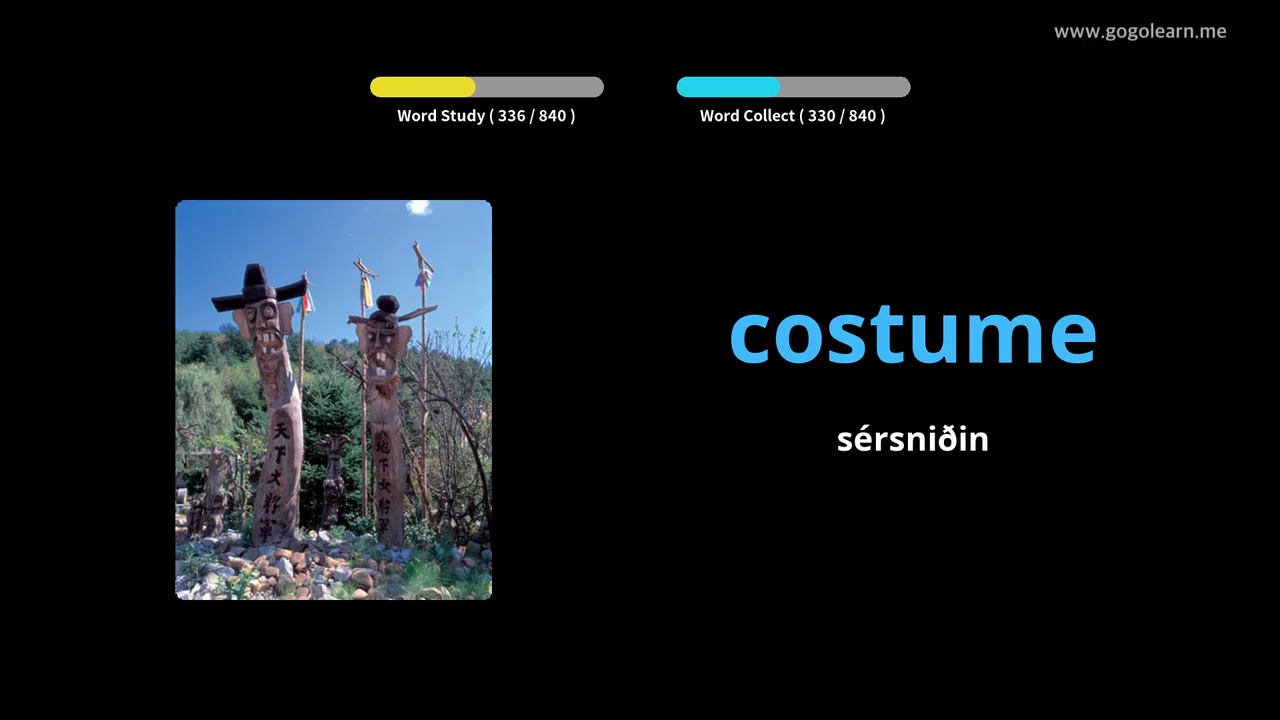 www.gogolearn.me
Word Study ( 336 / 840 )
Word Collect ( 330 / 840 )
天下大將軍
地下女將軍
costume
sérsniðin